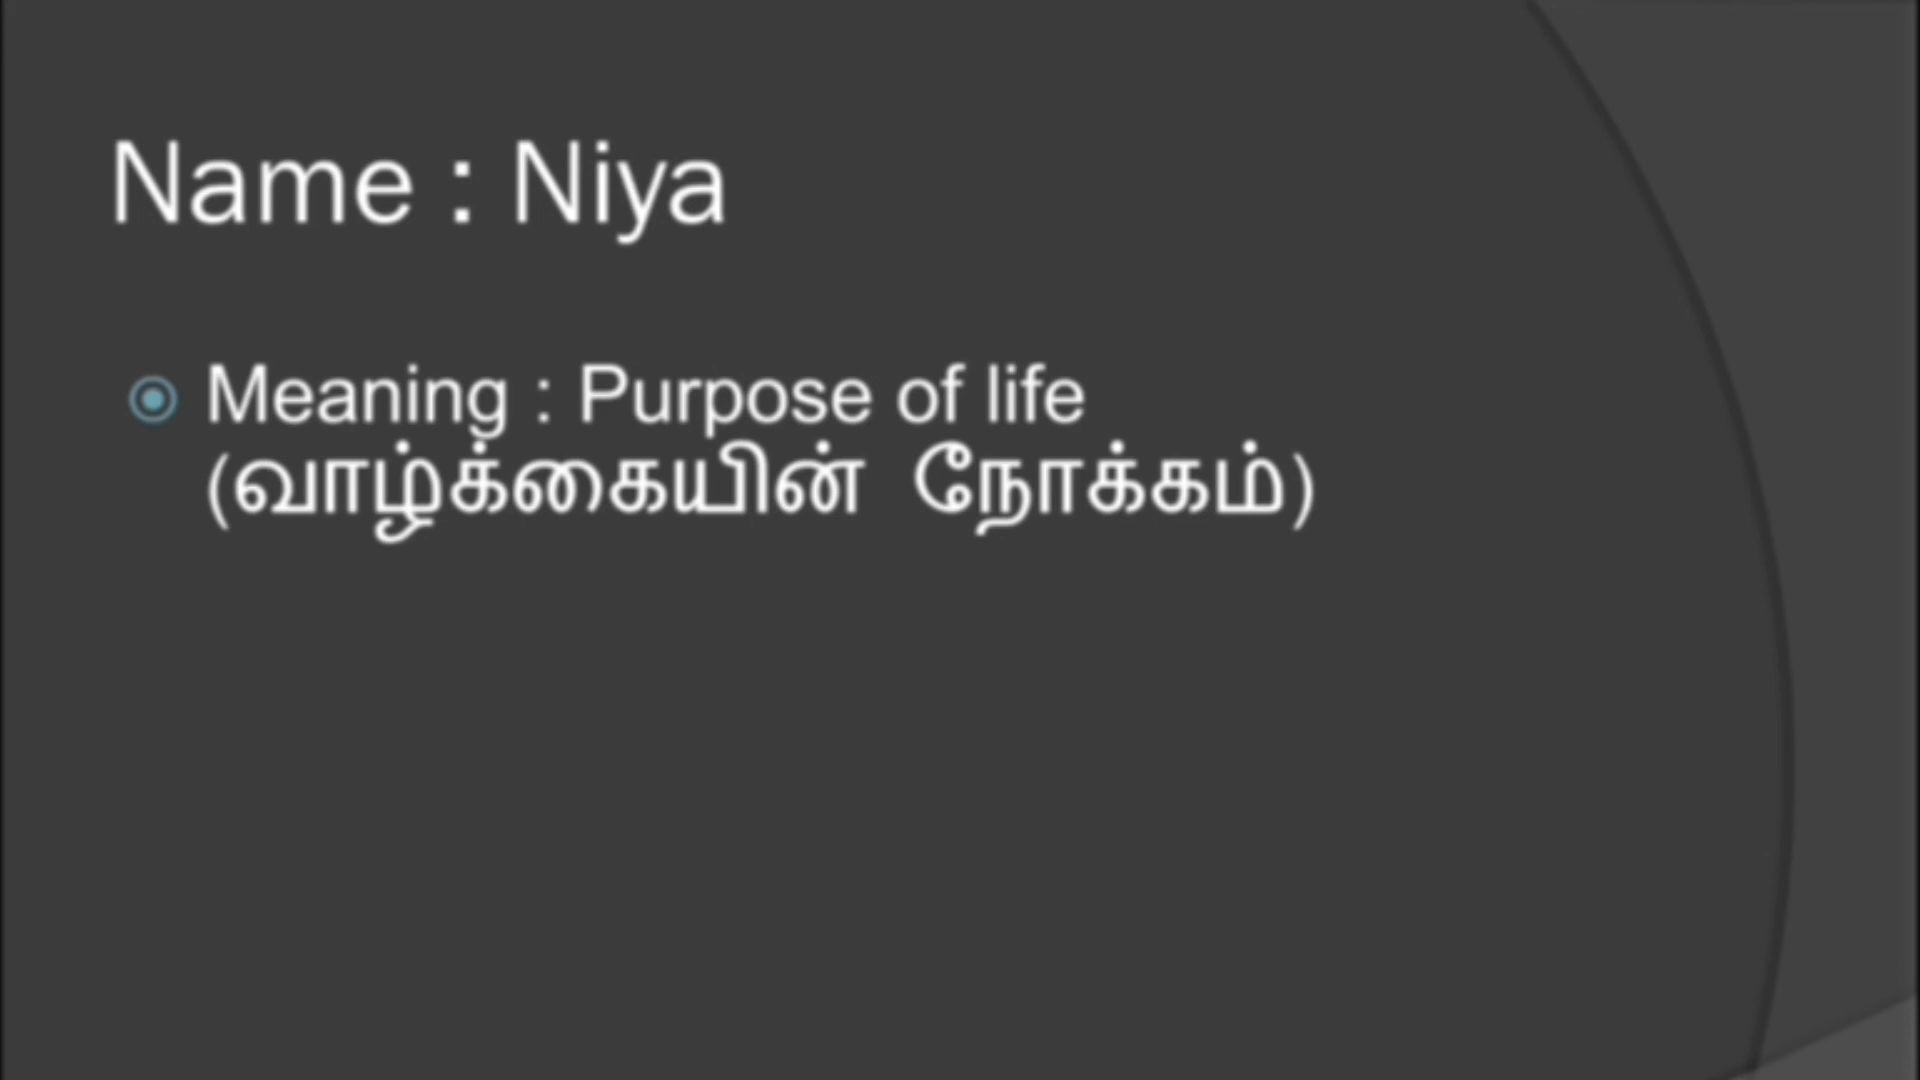 Name : Niya
Meaning : Purpose of life
(வாழ்க்கையின் நோக்கம்)